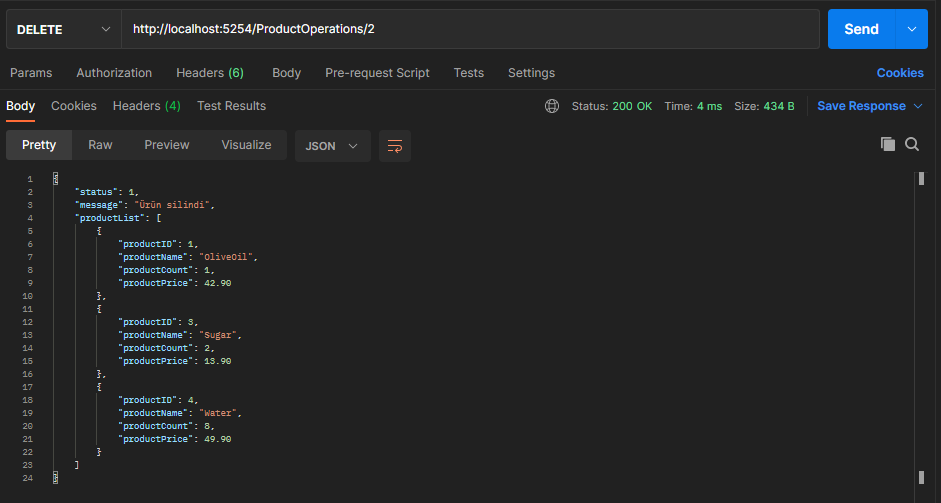 DELETE http://localhost:5254/ProductOperations/2 Send
Params Authorization Headers (6) Body Pre-request Script Tests Settings Cookies
Body Cookies Headers (4) Test Results Status: 200 OK Time: 4 ms Size: 434 B Save Response
Pretty Raw Preview Visualize JSON
1 {
2 "status": 1,
3 "message": "Ürün silindi",
4 "productList": [
5 {
6 "productID": 1,
7 "productName": "OliveOil",
8 "productCount": 1,
9 "productPrice": 42.90
10 },
11 {
12 "productID": 3,
13 "productName": "Sugar",
14 "productCount": 2,
15 "productPrice": 13.90
16 },
17 {
18 "productID": 4,
19 "productName": "Water",
20 "productCount": 8,
21 "productPrice": 49.90
22 }
23 ]
24 }